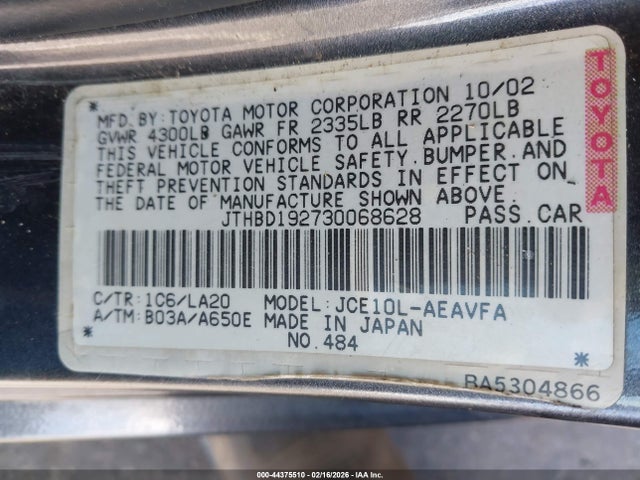 MFD. BY: TOYOTA MOTOR CORPORATION 10/02
GVWR 4300LB GAWR FR 2335LB RR 2270LB
THIS VEHICLE CONFORMS TO ALL APPLICABLE
FEDERAL MOTOR VEHICLE SAFETY, BUMPER, AND
THEFT PREVENTION STANDARDS IN EFFECT ON
THE DATE OF MANUFACTURE SHOWN ABOVE.
JTHBD192730068628 PASS. CAR
TOYOTA
C/TR: 1C6/LA20 MODEL: JCE10L-AEAVFA
A/TM: B03A/A650E MADE IN JAPAN
NO. 484
BA5304866
000-44375510 | 02/16/2026 - IAA Inc.